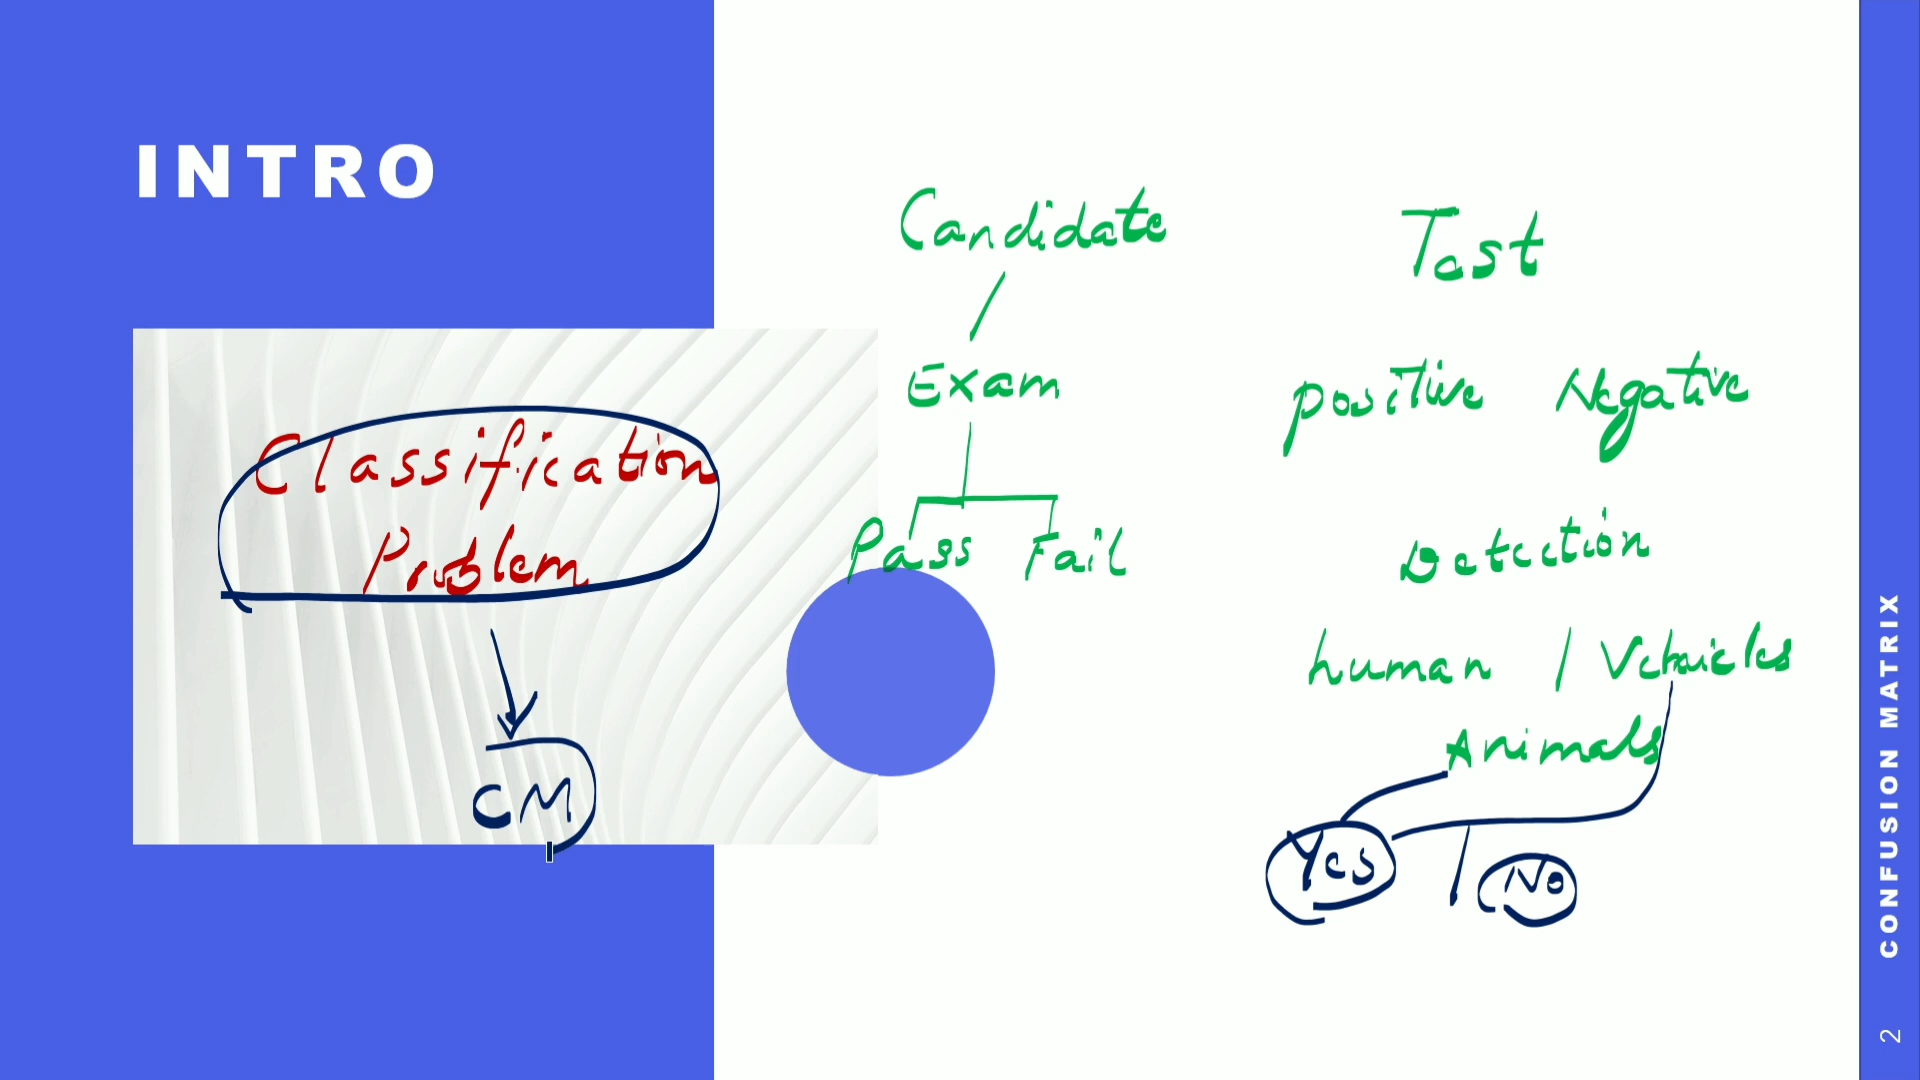 INTRO
Classification
Problem
CM
Candidate
Exam
Pass Fail
Test
Positive Negative
Detection
human / Vehicles
Animals
Yes / No
CONFUSION MATRIX
2